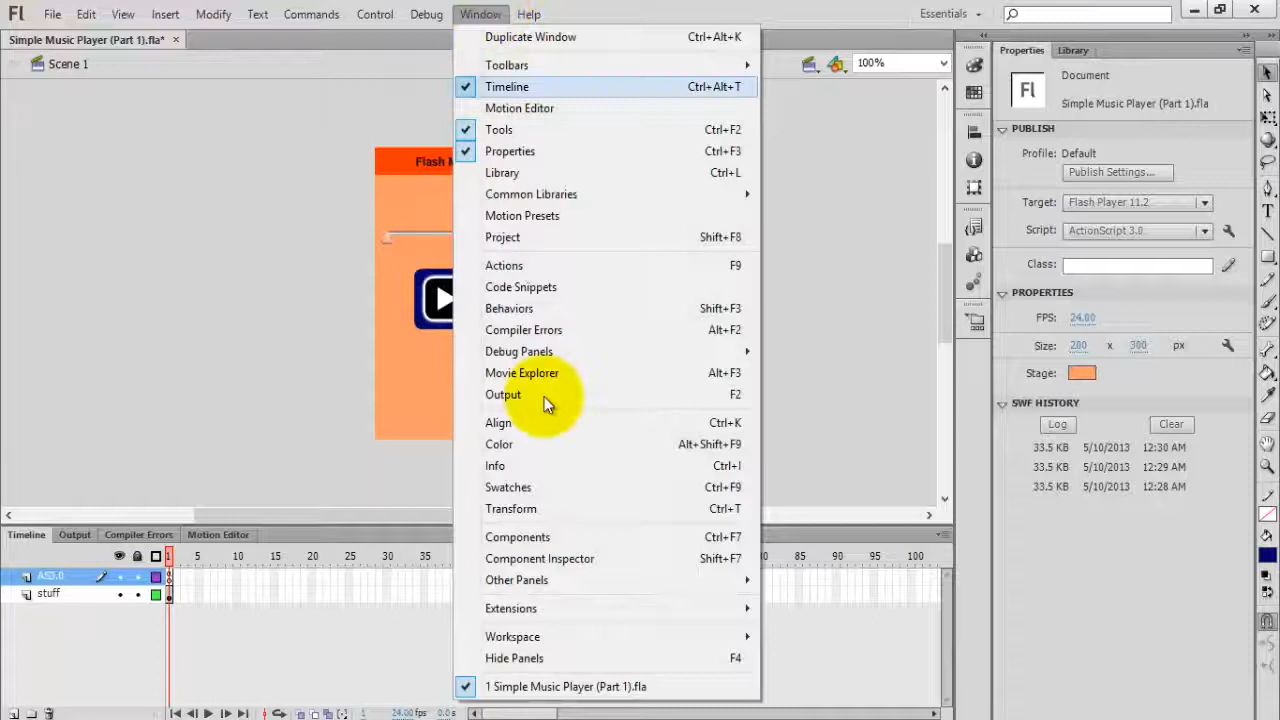 Fl File Edit View Insert Modify Text Commands Control Debug Window Help Essentials
Simple Music Player (Part 1).fla*
Scene 1 100%
Flash M
Duplicate Window Ctrl+Alt+K
Toolbars
Timeline Ctrl+Alt+T
Motion Editor
Tools Ctrl+F2
Properties Ctrl+F3
Library Ctrl+L
Common Libraries
Motion Presets
Project Shift+F8
Actions F9
Code Snippets
Behaviors Shift+F3
Compiler Errors Alt+F2
Debug Panels
Movie Explorer Alt+F3
Output F2
Align Ctrl+K
Color Alt+Shift+F9
Info Ctrl+I
Swatches Ctrl+F9
Transform Ctrl+T
Components Ctrl+F7
Component Inspector Shift+F7
Other Panels
Extensions
Workspace
Hide Panels F4
1 Simple Music Player (Part 1).fla
Properties Library
Fl Document
Simple Music Player (Part 1).fla
PUBLISH
Profile: Default
Publish Settings...
Target: Flash Player 11.2
Script: ActionScript 3.0
Class:
PROPERTIES
FPS: 24.00
Size: 200 x 300 px
Stage:
SWF HISTORY
Log Clear
33.5 KB 5/10/2013 12:30 AM
33.5 KB 5/10/2013 12:29 AM
33.5 KB 5/10/2013 12:28 AM
Timeline Output Compiler Errors Motion Editor
1 5 10 15 20 25 30 35 80 85 90 95 100
AS3.0
stuff
1 24.00fps 0.0s